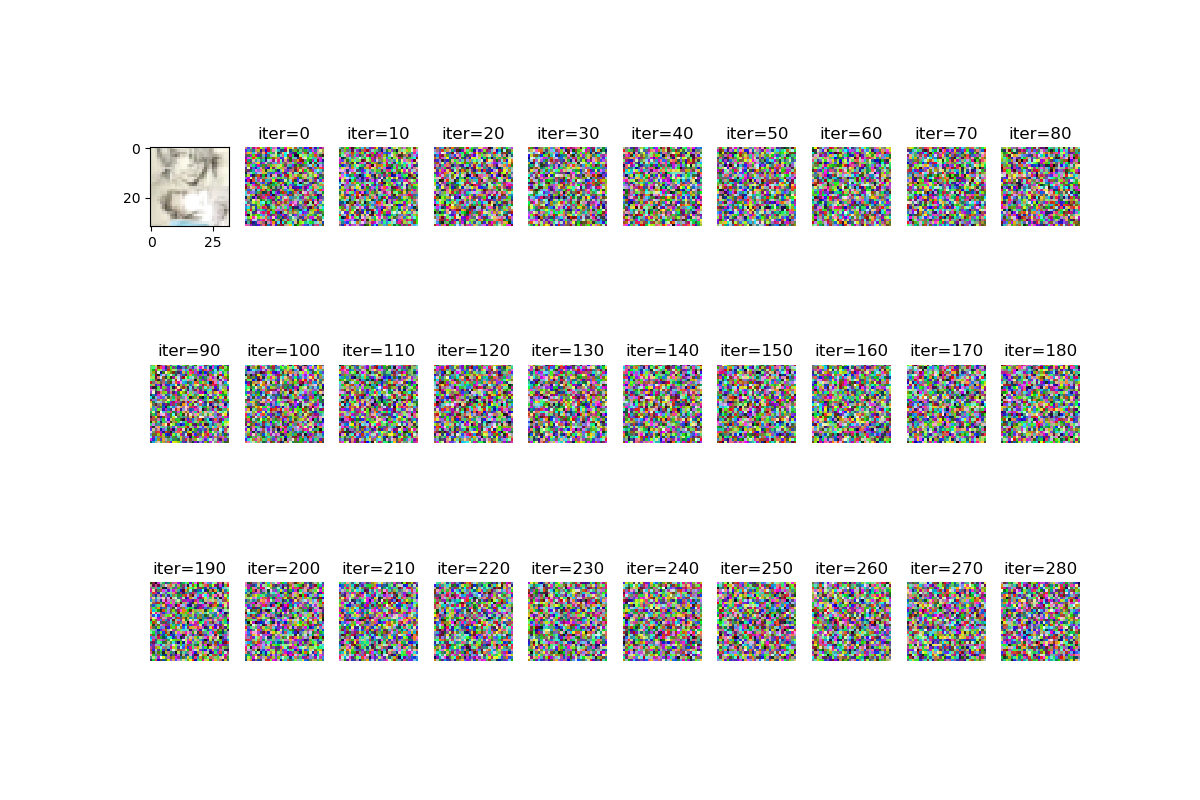 iter=0 iter=10 iter=20 iter=30 iter=40 iter=50 iter=60 iter=70 iter=80
0
20
0 25
iter=90 iter=100 iter=110 iter=120 iter=130 iter=140 iter=150 iter=160 iter=170 iter=180
iter=190 iter=200 iter=210 iter=220 iter=230 iter=240 iter=250 iter=260 iter=270 iter=280